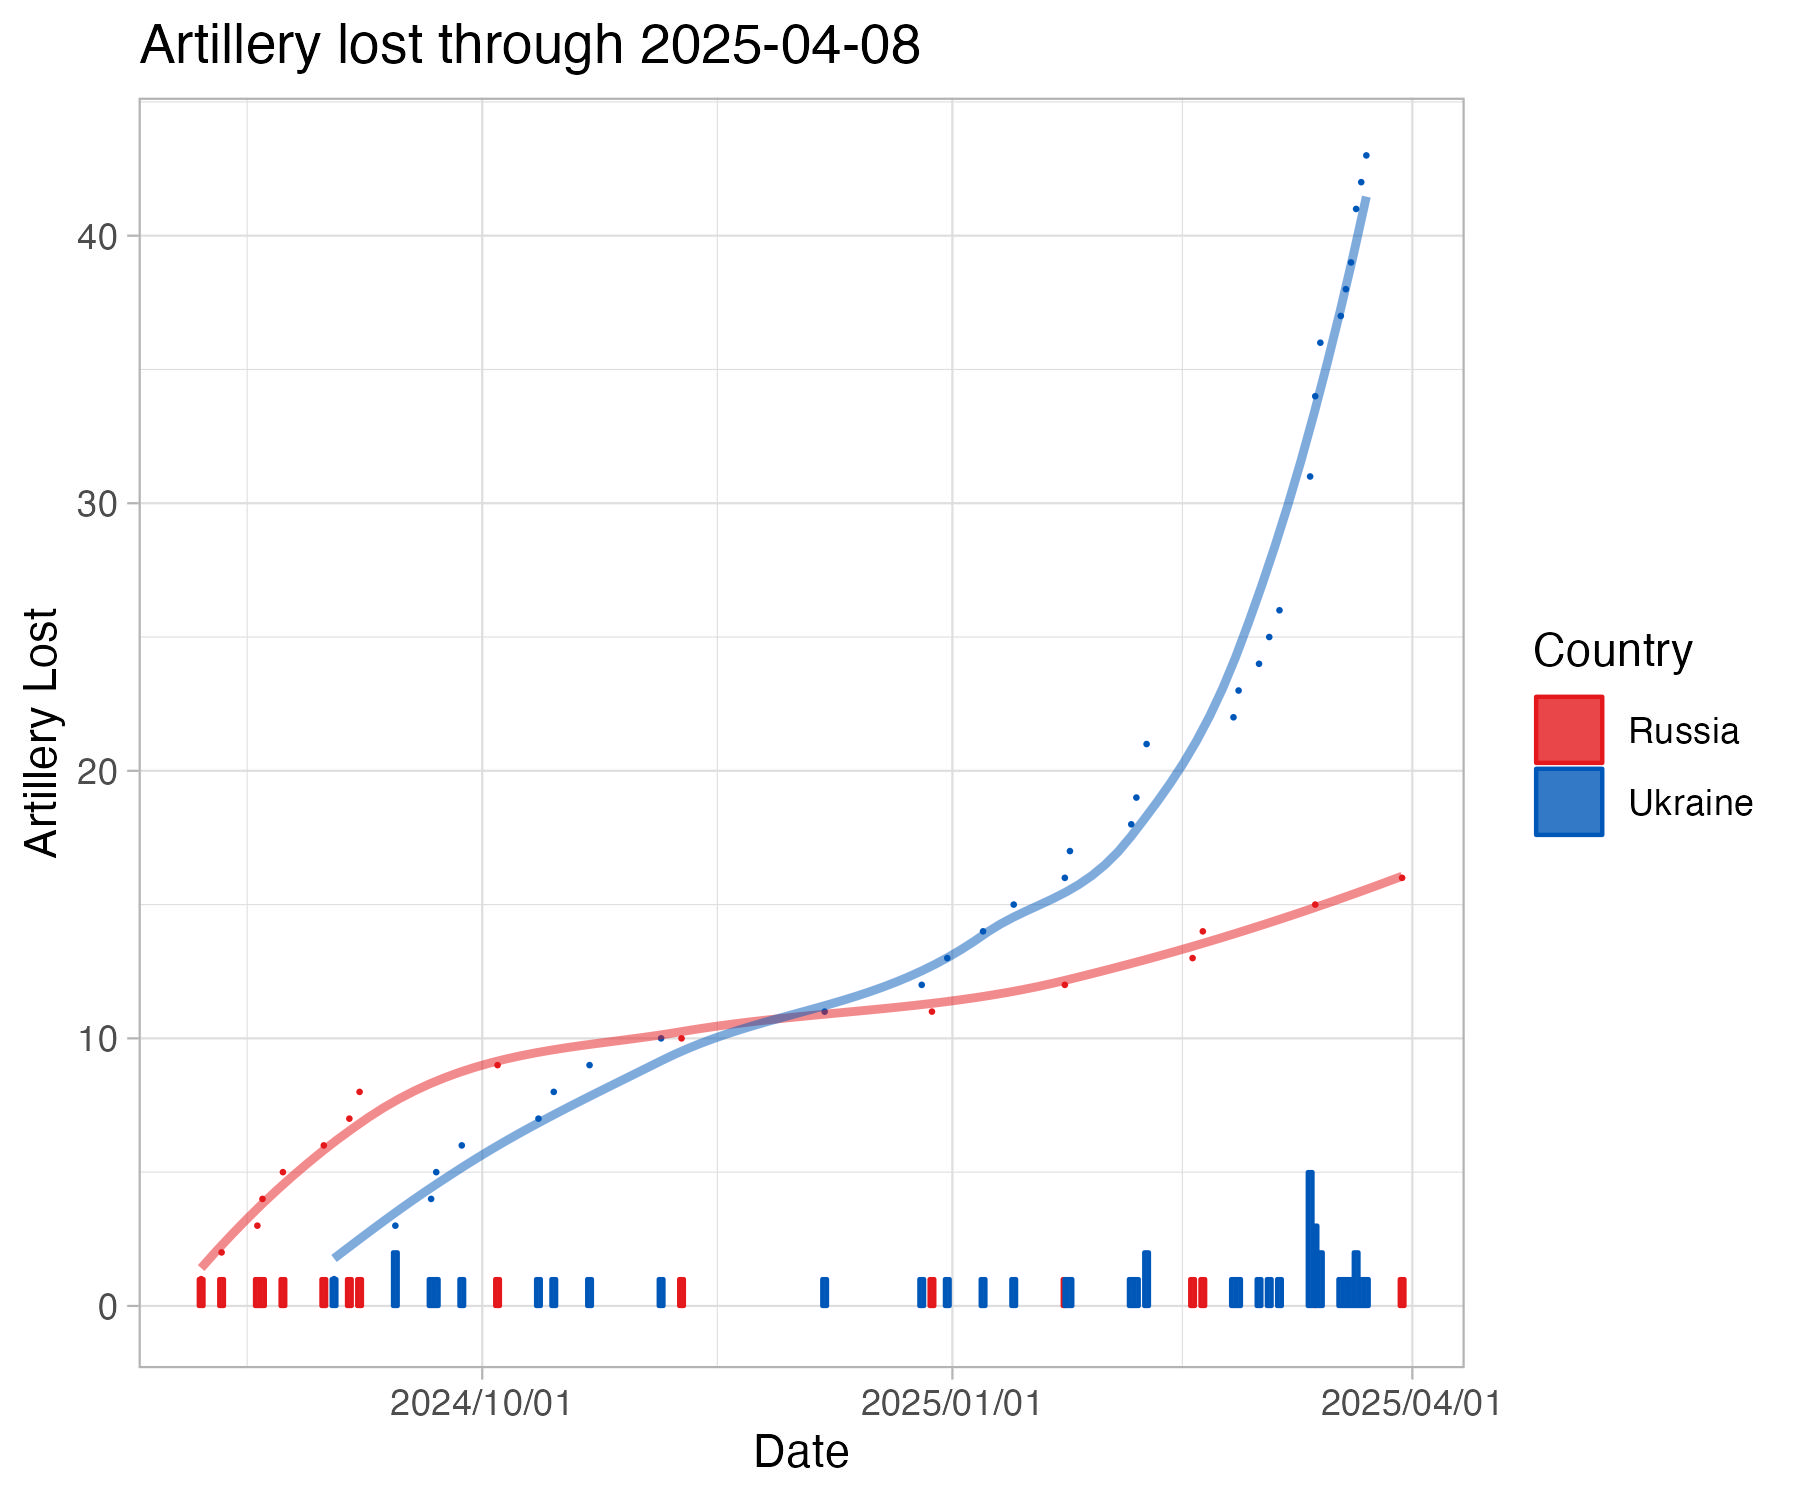 Artillery lost through 2025-04-08
Artillery Lost
40
30
20
10
0
2024/10/01
2025/01/01
2025/04/01
Date
Country
Russia
Ukraine